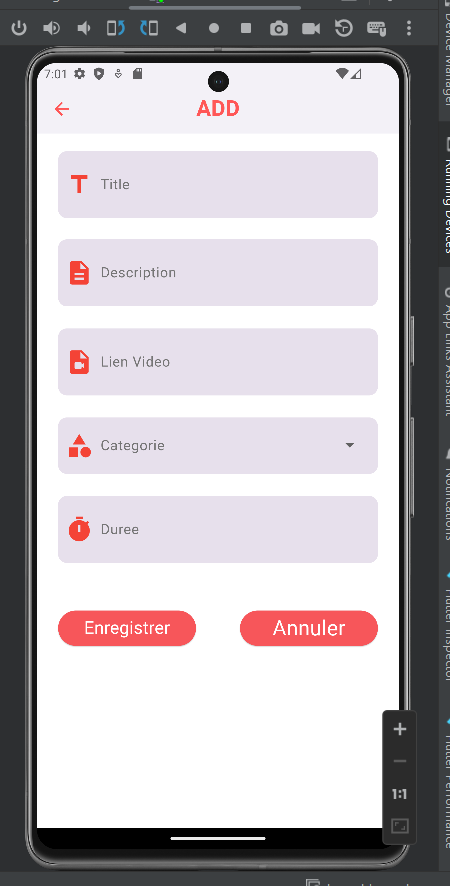 7:01
ADD
Title
Description
Lien Video
Categorie
Duree
Enregistrer
Annuler
1:1
Device Manager
Running Devices
App Links Assistant
Notifications
Flutter Inspector
Flutter Performance